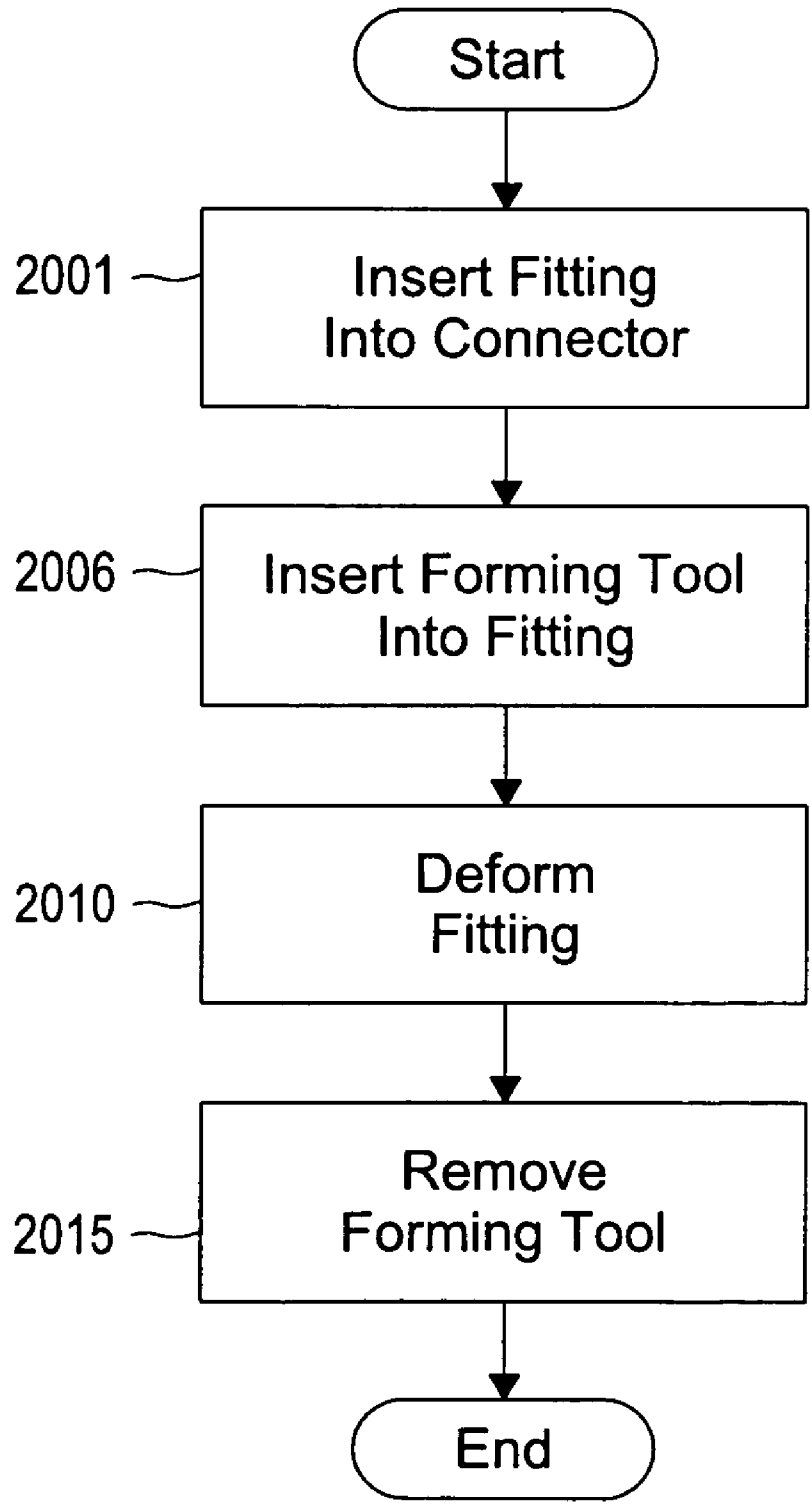 Start
2001
Insert Fitting
Into Connector
2006
Insert Forming Tool
Into Fitting
2010
Deform
Fitting
2015
Remove
Forming Tool
End